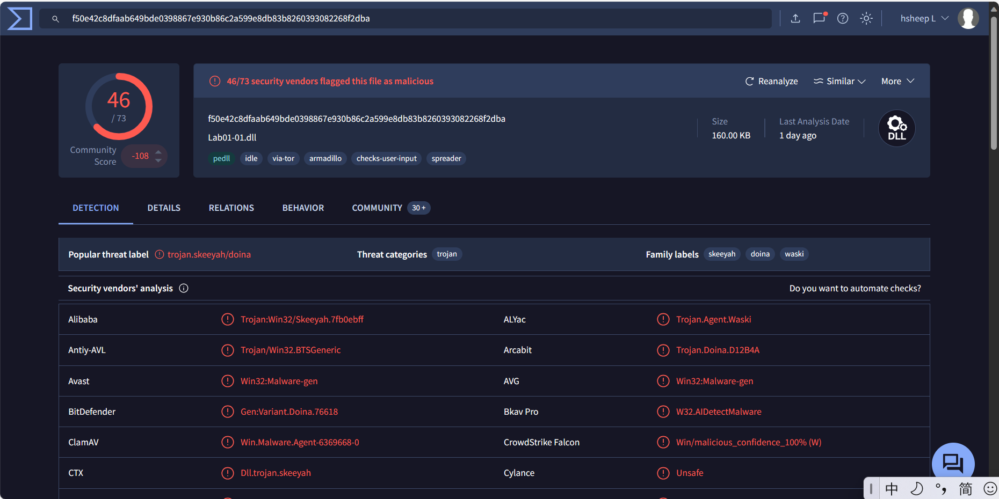 f50e42c8dfaab649bde0398867e930b86c2a599e8db83b8260393082268f2dba
hsheep L
46
/ 73
Community Score -108
46/73 security vendors flagged this file as malicious
Reanalyze Similar More
f50e42c8dfaab649bde0398867e930b86c2a599e8db83b8260393082268f2dba
Lab01-01.dll
pedll idle via-tor armadillo checks-user-input spreader
Size
160.00 KB
Last Analysis Date
1 day ago
DLL
DETECTION DETAILS RELATIONS BEHAVIOR COMMUNITY 30 +
Popular threat label trojan.skeeyah/doina Threat categories trojan Family labels skeeyah doina waski
Security vendors' analysis Do you want to automate checks?
Alibaba Trojan:Win32/Skeeyah.7fb0ebff ALYac Trojan.Agent.Waski
Antiy-AVL Trojan/Win32.BTSGeneric Arcabit Trojan.Doina.D12B4A
Avast Win32:Malware-gen AVG Win32:Malware-gen
BitDefender Gen:Variant.Doina.76618 Bkav Pro W32.AIDetectMalware
ClamAV Win.Malware.Agent-6369668-0 CrowdStrike Falcon Win/malicious_confidence_100% (W)
CTX Dll.trojan.skeeyah Cylance Unsafe
中 °, 简